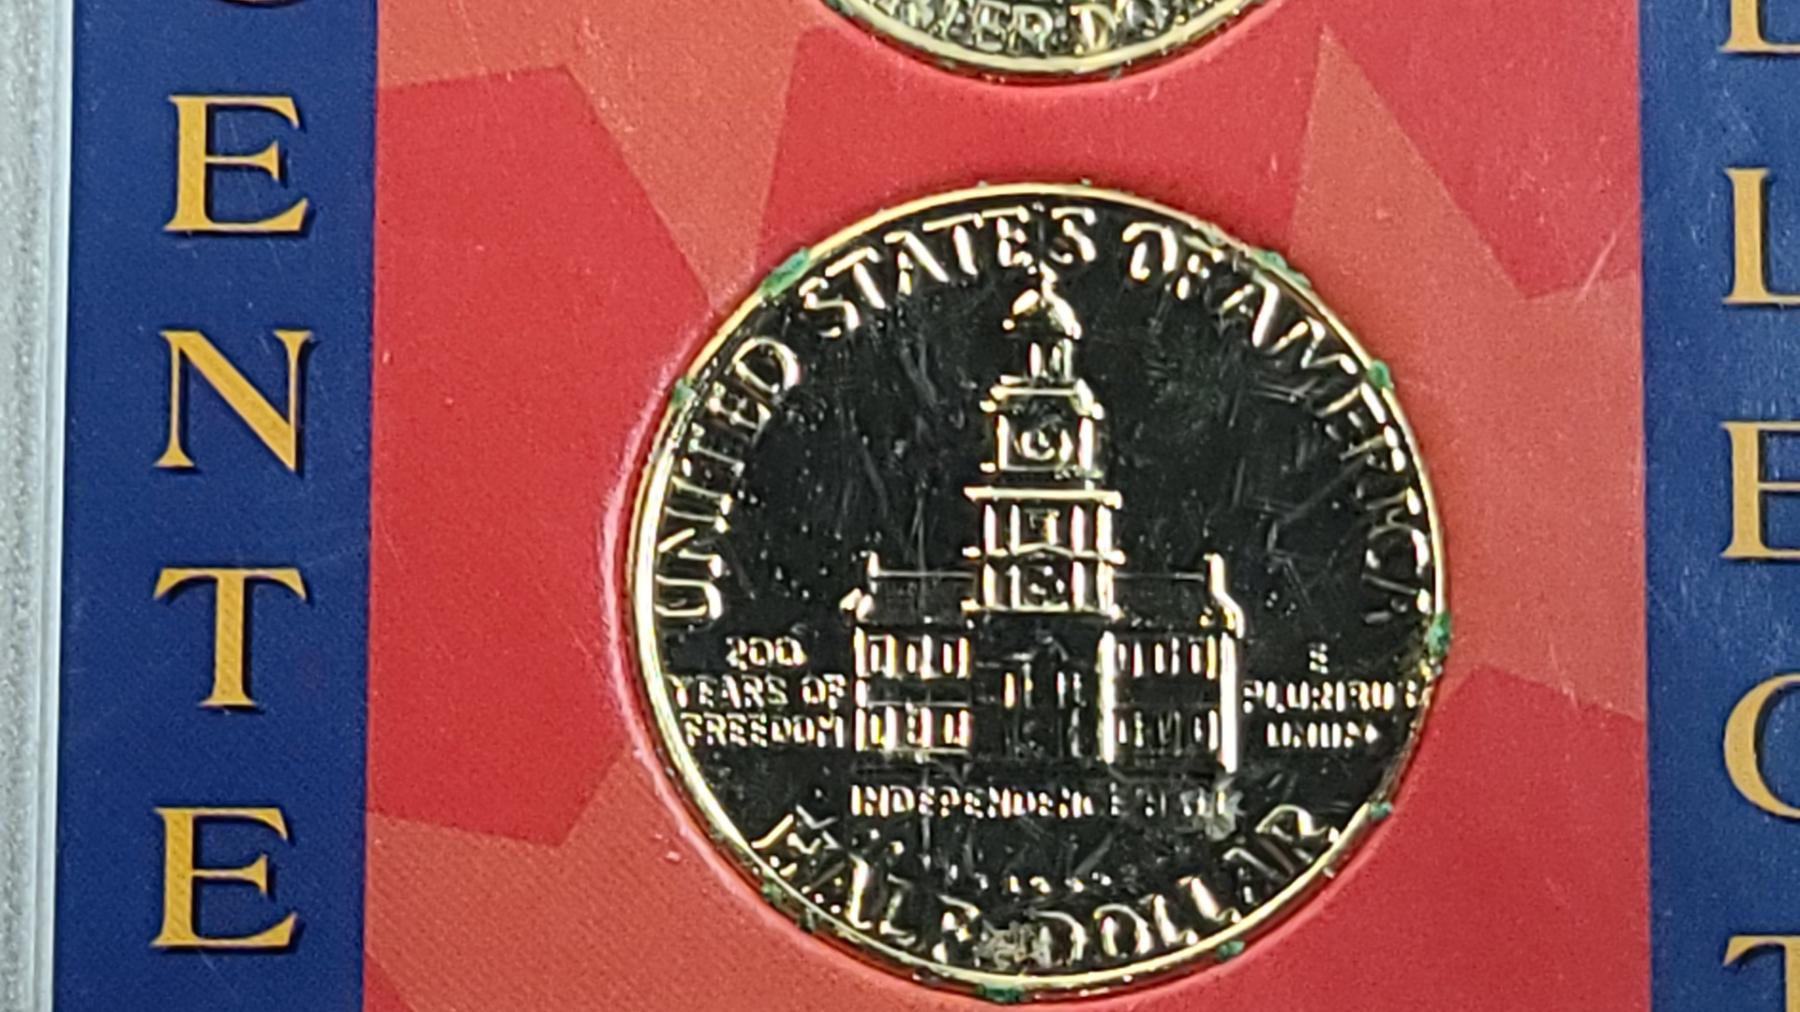 E
N
T
E
UNITED STATES OF AMERICA
200
YEARS OF
FREEDOM
E
PLURIBUS
UNUM
INDEPENDENCE HALL
HALF DOLLAR
L
E
C
T